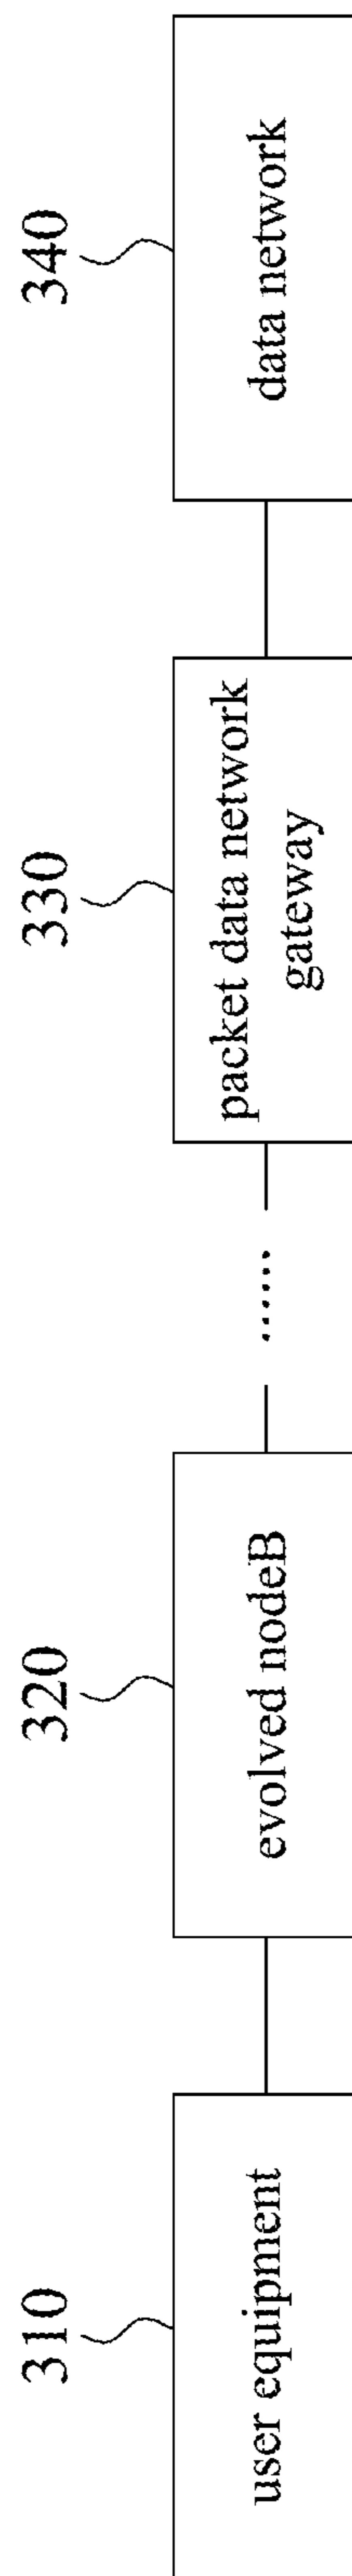 310
320
330
340
user equipment
evolved nodeB
......
packet data network
gateway
data network